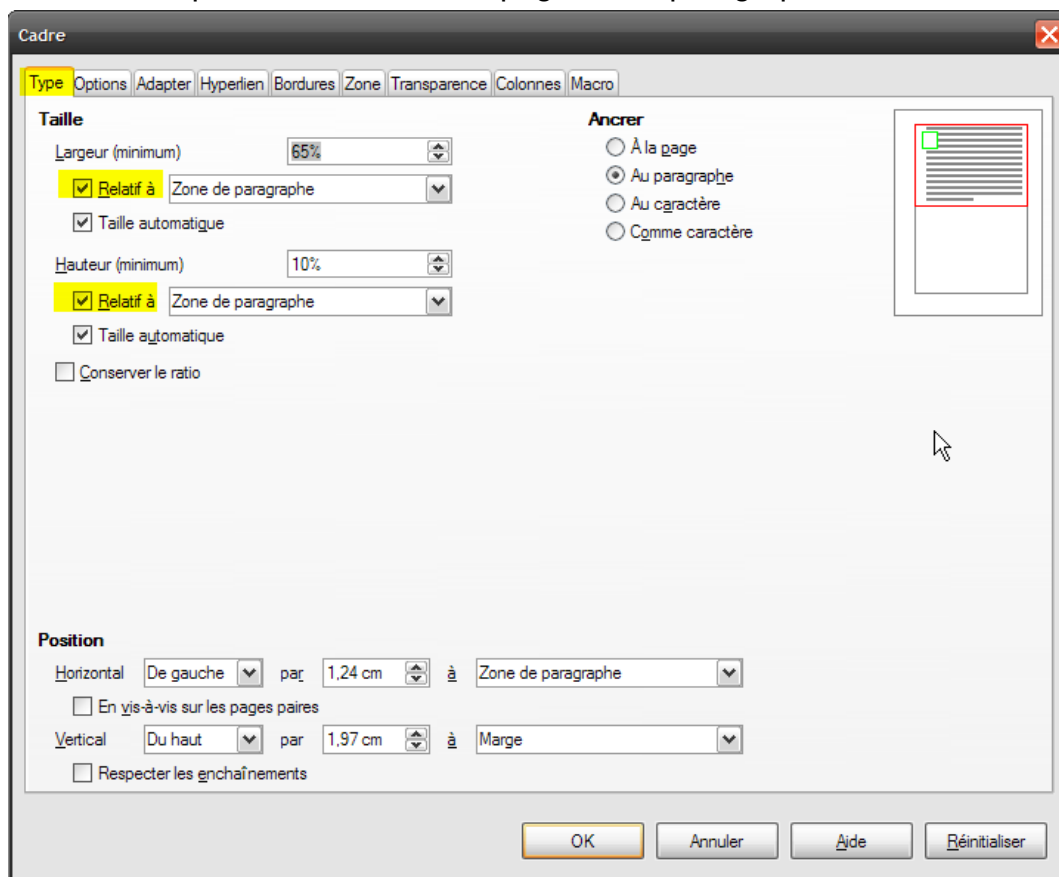 Cadre
Type Options Adapter Hyperlien Bordures Zone Transparence Colonnes Macro
Taille
Largeur (minimum) 65%
Relatif à Zone de paragraphe
Taille automatique
Hauteur (minimum) 10%
Relatif à Zone de paragraphe
Taille automatique
Conserver le ratio
Ancrer
À la page
Au paragraphe
Au caractère
Comme caractère
Position
Horizontal De gauche par 1,24 cm à Zone de paragraphe
En vis-à-vis sur les pages paires
Vertical Du haut par 1,97 cm à Marge
Respecter les enchaînements
OK Annuler Aide Réinitialiser